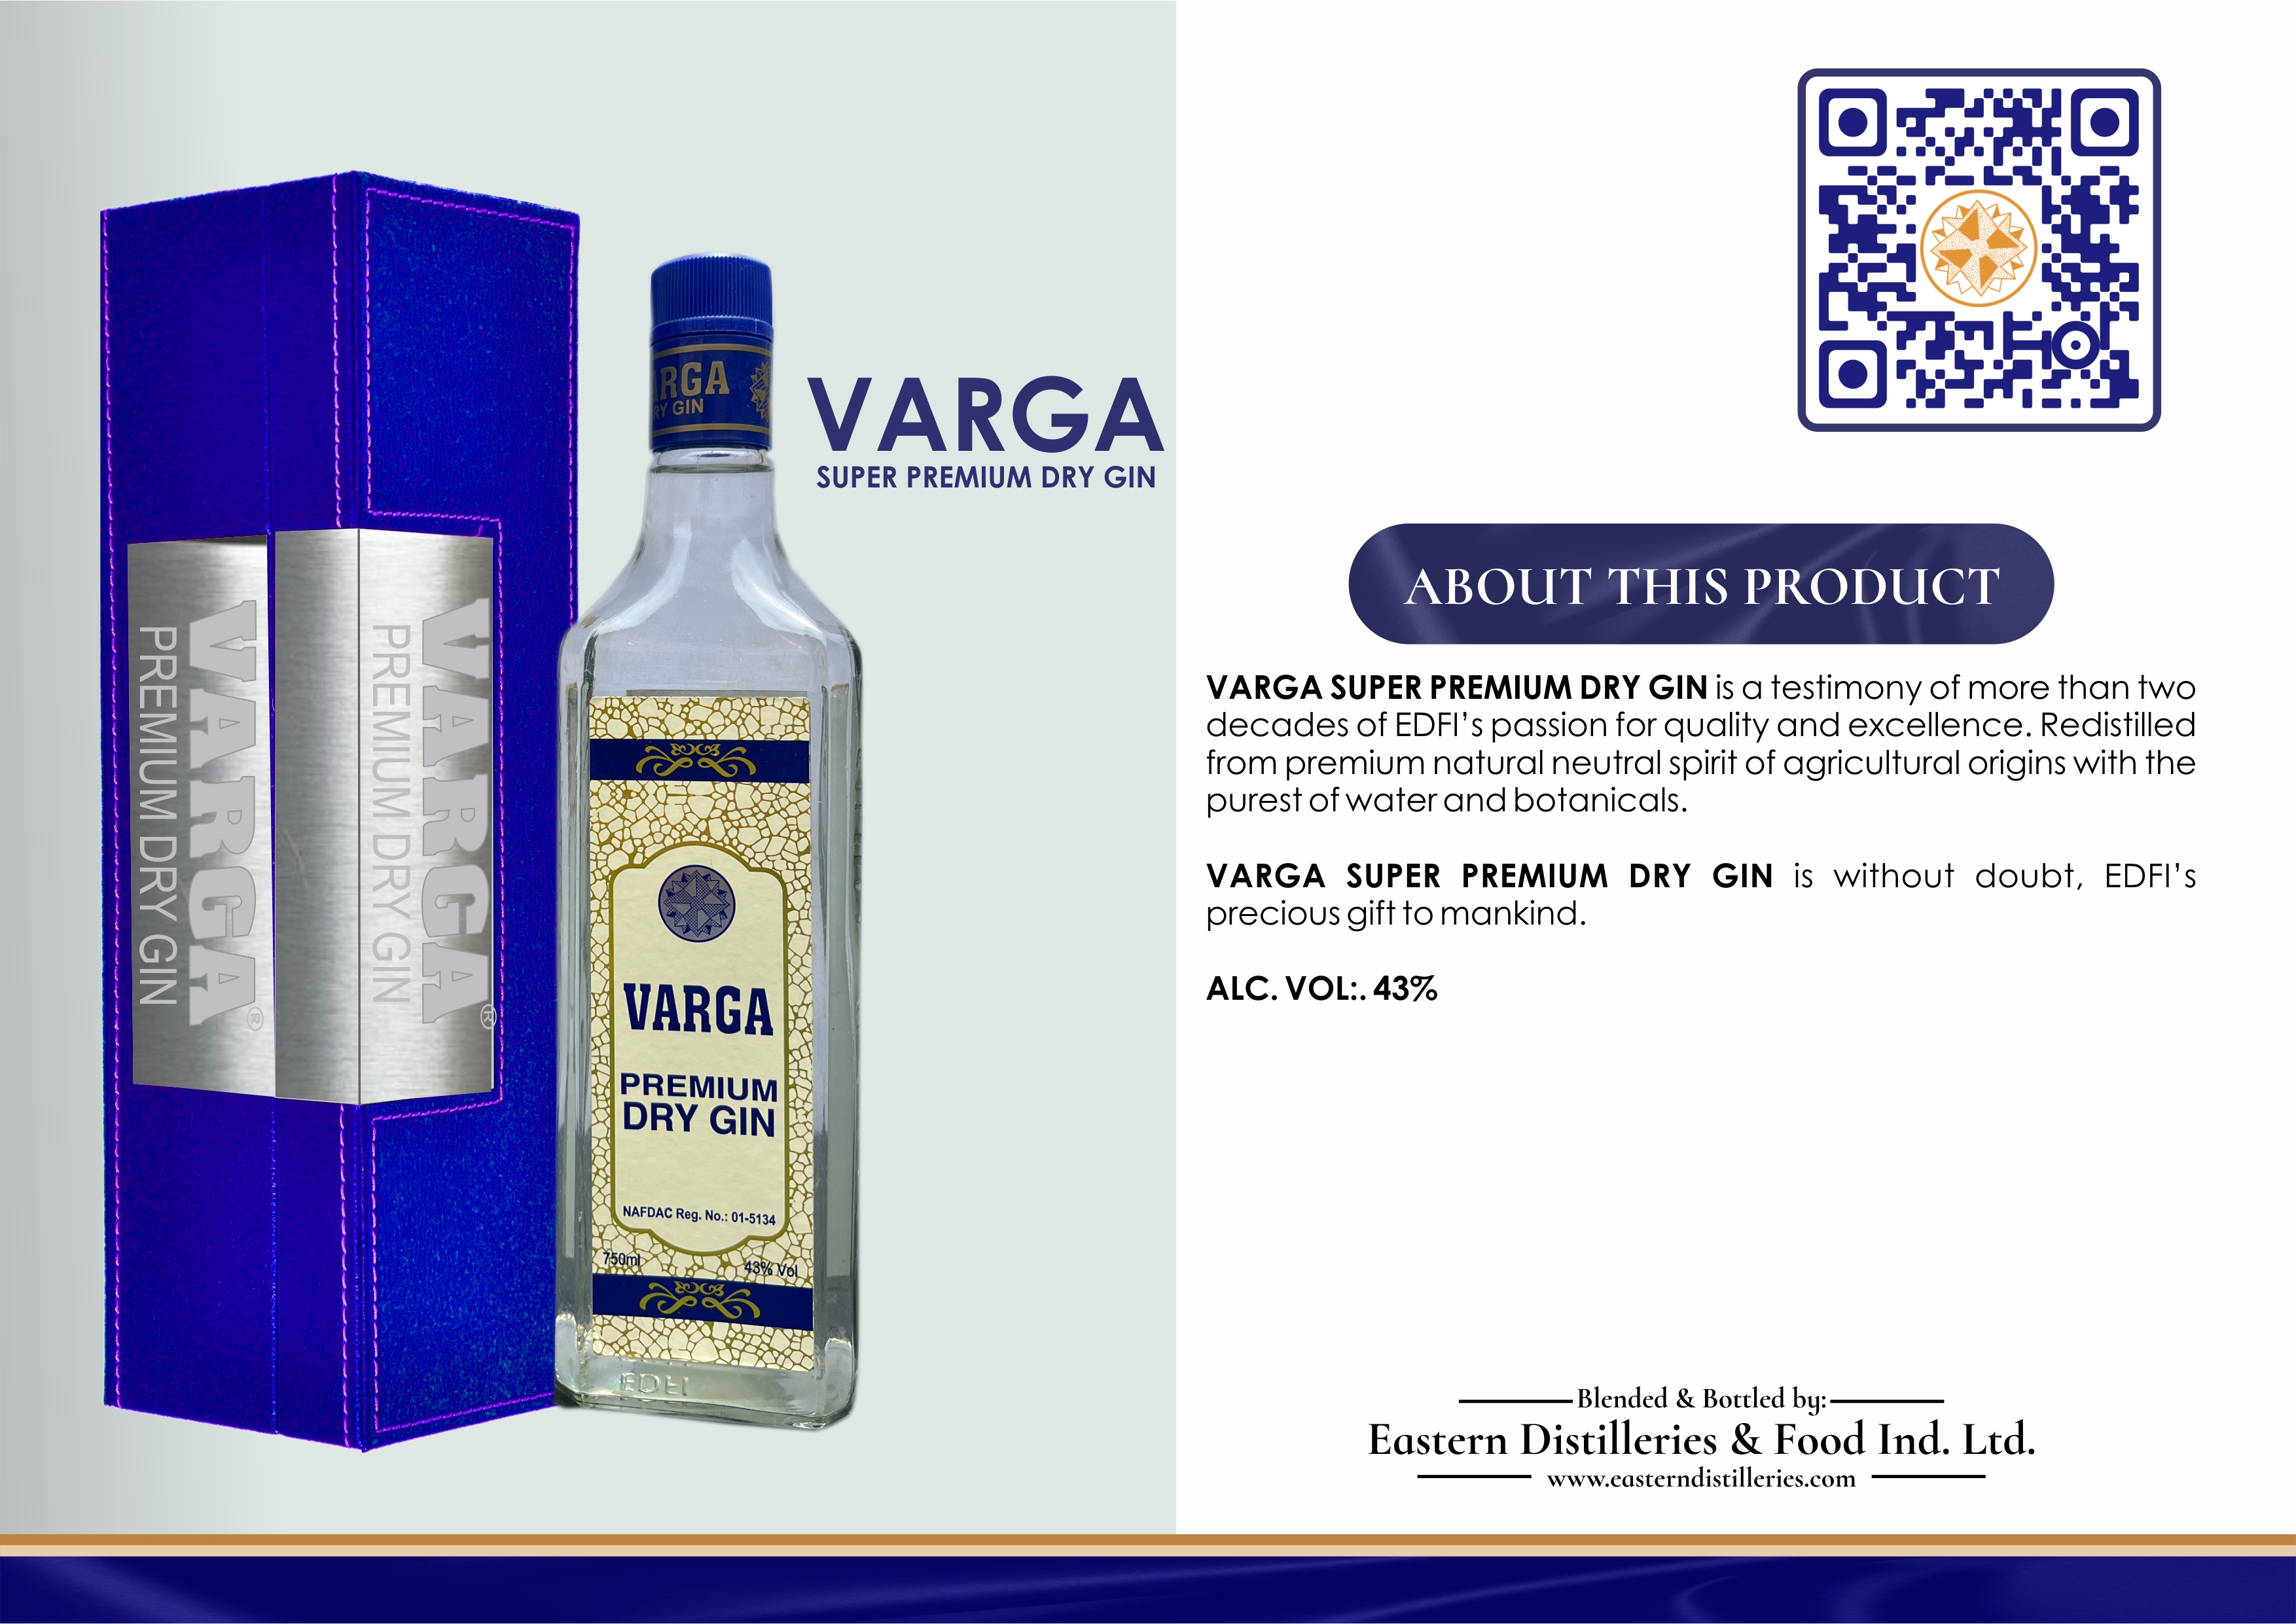 VARGA
SUPER PREMIUM DRY GIN
VARGA®
PREMIUM DRY GIN
VARGA®
PREMIUM DRY GIN
ARGA
RY GIN
VARGA
PREMIUM
DRY GIN
NAFDAC Reg. No.: 01-5134
750ml
43% Vol
EDFI
ABOUT THIS PRODUCT
VARGA SUPER PREMIUM DRY GIN is a testimony of more than two
decades of EDFI's passion for quality and excellence. Redistilled
from premium natural neutral spirit of agricultural origins with the
purest of water and botanicals.
VARGA SUPER PREMIUM DRY GIN is without doubt, EDFI's
precious gift to mankind.
ALC. VOL:. 43%
Blended & Bottled by:
Eastern Distilleries & Food Ind. Ltd.
www.easterndistilleries.com